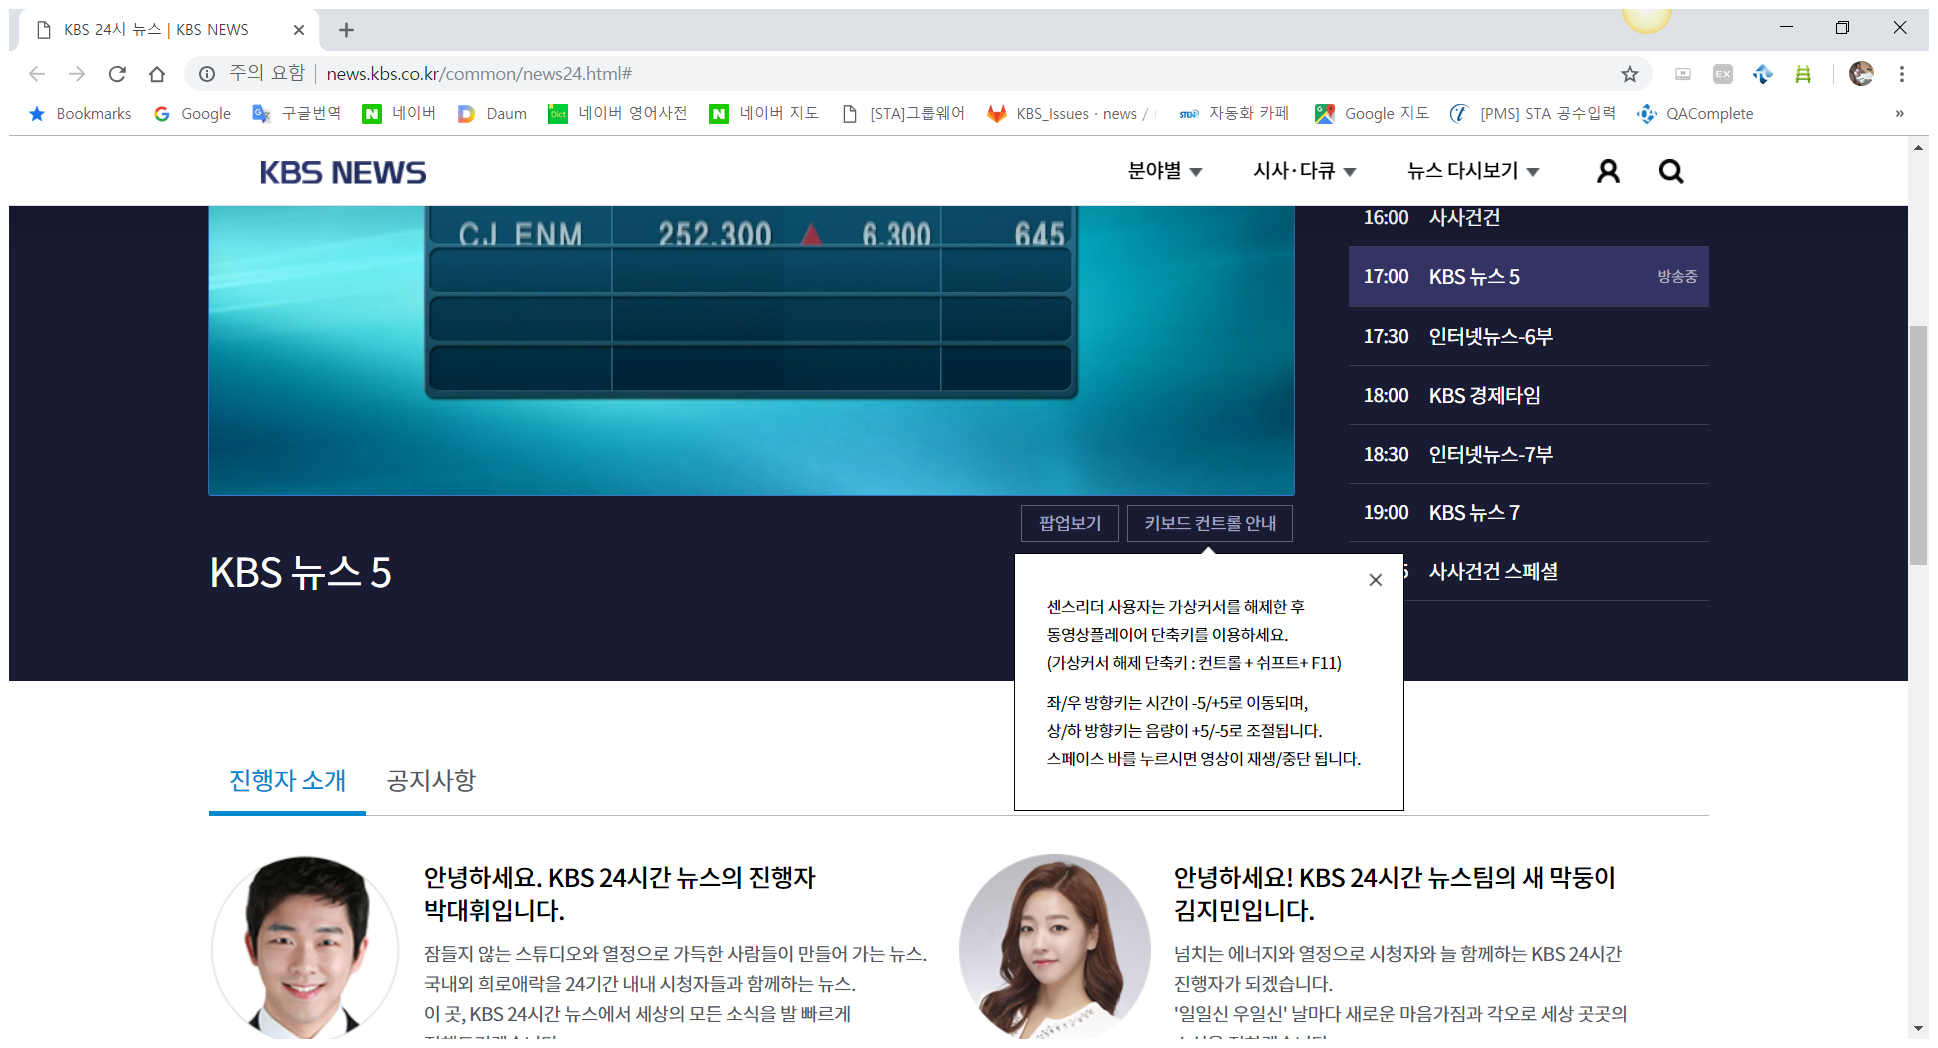 KBS 24시 뉴스 | KBS NEWS
주의 요함 | news.kbs.co.kr/common/news24.html#
EX
Bookmarks Google 구글번역 네이버 Daum 네이버 영어사전 네이버 지도 [STA]그룹웨어 KBS_Issues · news / 자동화 카페 Google 지도 [PMS] STA 공수입력 QAComplete »
KBS NEWS 분야별 시사·다큐 뉴스 다시보기
CJ ENM 252,300 ▲ 6,300 645
16:00 사사건건
17:00 KBS 뉴스 5 방송중
17:30 인터넷뉴스-6부
18:00 KBS 경제타임
18:30 인터넷뉴스-7부
19:00 KBS 뉴스 7
5 사사건건 스페셜
팝업보기 키보드 컨트롤 안내
KBS 뉴스 5
센스리더 사용자는 가상커서를 해제한 후
동영상플레이어 단축키를 이용하세요.
(가상커서 해제 단축키 : 컨트롤 + 쉬프트+ F11)
좌/우 방향키는 시간이 -5/+5로 이동되며,
상/하 방향키는 음량이 +5/-5로 조절됩니다.
스페이스 바를 누르시면 영상이 재생/중단 됩니다.
진행자 소개 공지사항
안녕하세요. KBS 24시간 뉴스의 진행자
박대휘입니다.
잠들지 않는 스튜디오와 열정으로 가득한 사람들이 만들어 가는 뉴스.
국내외 희로애락을 24기간 내내 시청자들과 함께하는 뉴스.
이 곳, KBS 24시간 뉴스에서 세상의 모든 소식을 발 빠르게
안녕하세요! KBS 24시간 뉴스팀의 새 막둥이
김지민입니다.
넘치는 에너지와 열정으로 시청자와 늘 함께하는 KBS 24시간
진행자가 되겠습니다.
'일일신 우일신' 날마다 새로운 마음가짐과 각오로 세상 곳곳의